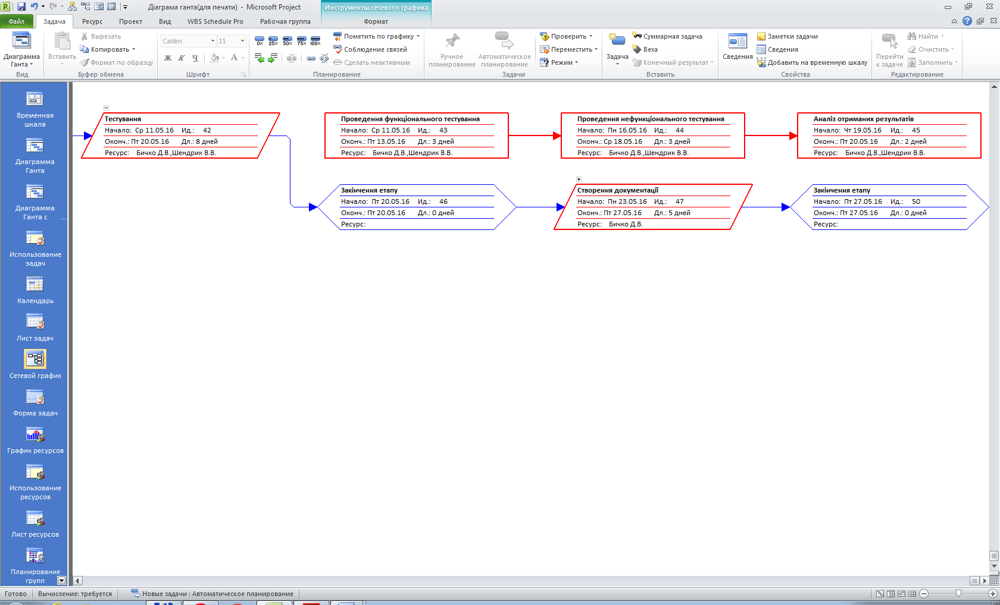 Діаграма ганта(для печати) - Microsoft Project
Инструменты сетевого графика
Файл
Задача
Ресурс
Проект
Вид
WBS Schedule Pro
Рабочая группа
Формат
Диаграмма
Ганта
Вид
Вставить
Вырезать
Копировать
Формат по образцу
Буфер обмена
Calibri
11
Ж К Ч
А
Шрифт
0% 25% 50% 75% 100%
Пометить по графику
Соблюдение связей
Сделать неактивным
Планирование
Ручное
планирование
Автоматическое
планирование
Проверить
Переместить
Режим
Задачи
Задача
Суммарная задача
Веха
Конечный результат
Вставить
Сведения
Заметки задачи
Сведения
Добавить на временную шкалу
Свойства
Перейти
к задаче
Найти
Очистить
Заполнить
Редактирование
Временная
шкала
Диаграмма
Ганта
Диаграмма
Ганта с ...
Использование
задач
Календарь
Лист задач
Сетевой график
Форма задач
График ресурсов
Использование
ресурсов
Лист ресурсов
Планирование
групп
Тестування
Начало: Ср 11.05.16 Ид.: 42
Оконч.: Пт 20.05.16 Дл.: 8 дней
Ресурс: Бичко Д.В.,Шендрик В.В.
Проведення функціонального тестування
Начало: Ср 11.05.16 Ид.: 43
Оконч.: Пт 13.05.16 Дл.: 3 дней
Ресурс: Бичко Д.В.,Шендрик В.В.
Проведення нефункціонального тестування
Начало: Пн 16.05.16 Ид.: 44
Оконч.: Ср 18.05.16 Дл.: 3 дней
Ресурс: Бичко Д.В.,Шендрик В.В.
Аналіз отриманих результатів
Начало: Чт 19.05.16 Ид.: 45
Оконч.: Пт 20.05.16 Дл.: 2 дней
Ресурс: Бичко Д.В.,Шендрик В.В.
Закінчення етапу
Начало: Пт 20.05.16 Ид.: 46
Оконч.: Пт 20.05.16 Дл.: 0 дней
Ресурс:
Створення документації
Начало: Пн 23.05.16 Ид.: 47
Оконч.: Пт 27.05.16 Дл.: 5 дней
Ресурс: Бичко Д.В.
Закінчення етапу
Начало: Пт 27.05.16 Ид.: 50
Оконч.: Пт 27.05.16 Дл.: 0 дней
Ресурс:
Готово
Вычисление: требуется
Новые задачи : Автоматическое планирование